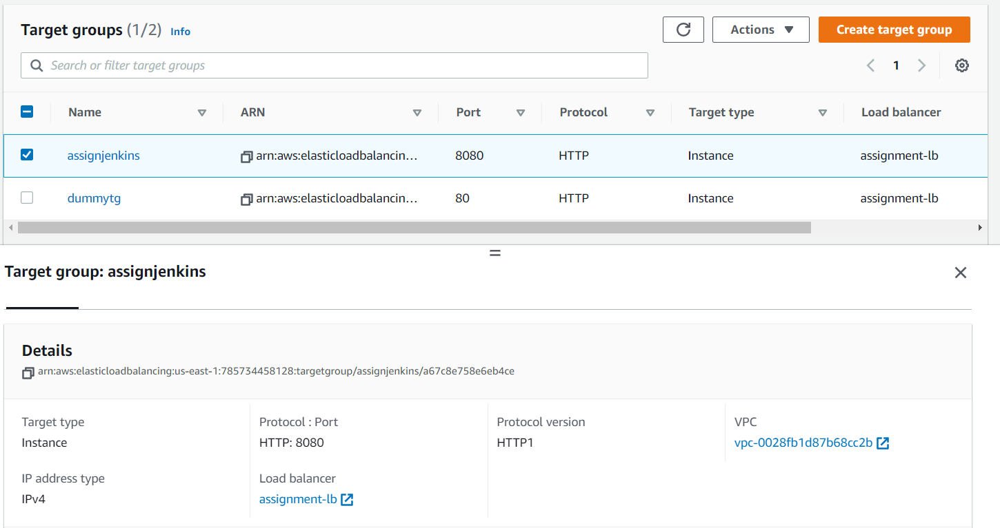 Target groups (1/2) Info
Actions
Create target group
Search or filter target groups
1
Name ARN Port Protocol Target type Load balancer
assignjenkins arn:aws:elasticloadbalancin... 8080 HTTP Instance assignment-lb
dummytg arn:aws:elasticloadbalancin... 80 HTTP Instance assignment-lb
Target group: assignjenkins
Details
arn:aws:elasticloadbalancing:us-east-1:785734458128:targetgroup/assignjenkins/a67c8e758e6eb4ce
Target type Protocol : Port Protocol version VPC
Instance HTTP: 8080 HTTP1 vpc-0028fb1d87b68cc2b
IP address type Load balancer
IPv4 assignment-lb